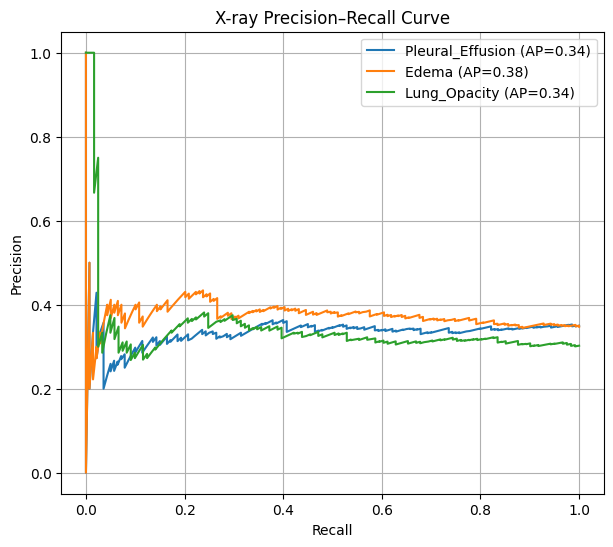 X-ray Precision–Recall Curve
Pleural_Effusion (AP=0.34)
Edema (AP=0.38)
Lung_Opacity (AP=0.34)
Precision
1.0
0.8
0.6
0.4
0.2
0.0
0.0 0.2 0.4 0.6 0.8 1.0
Recall